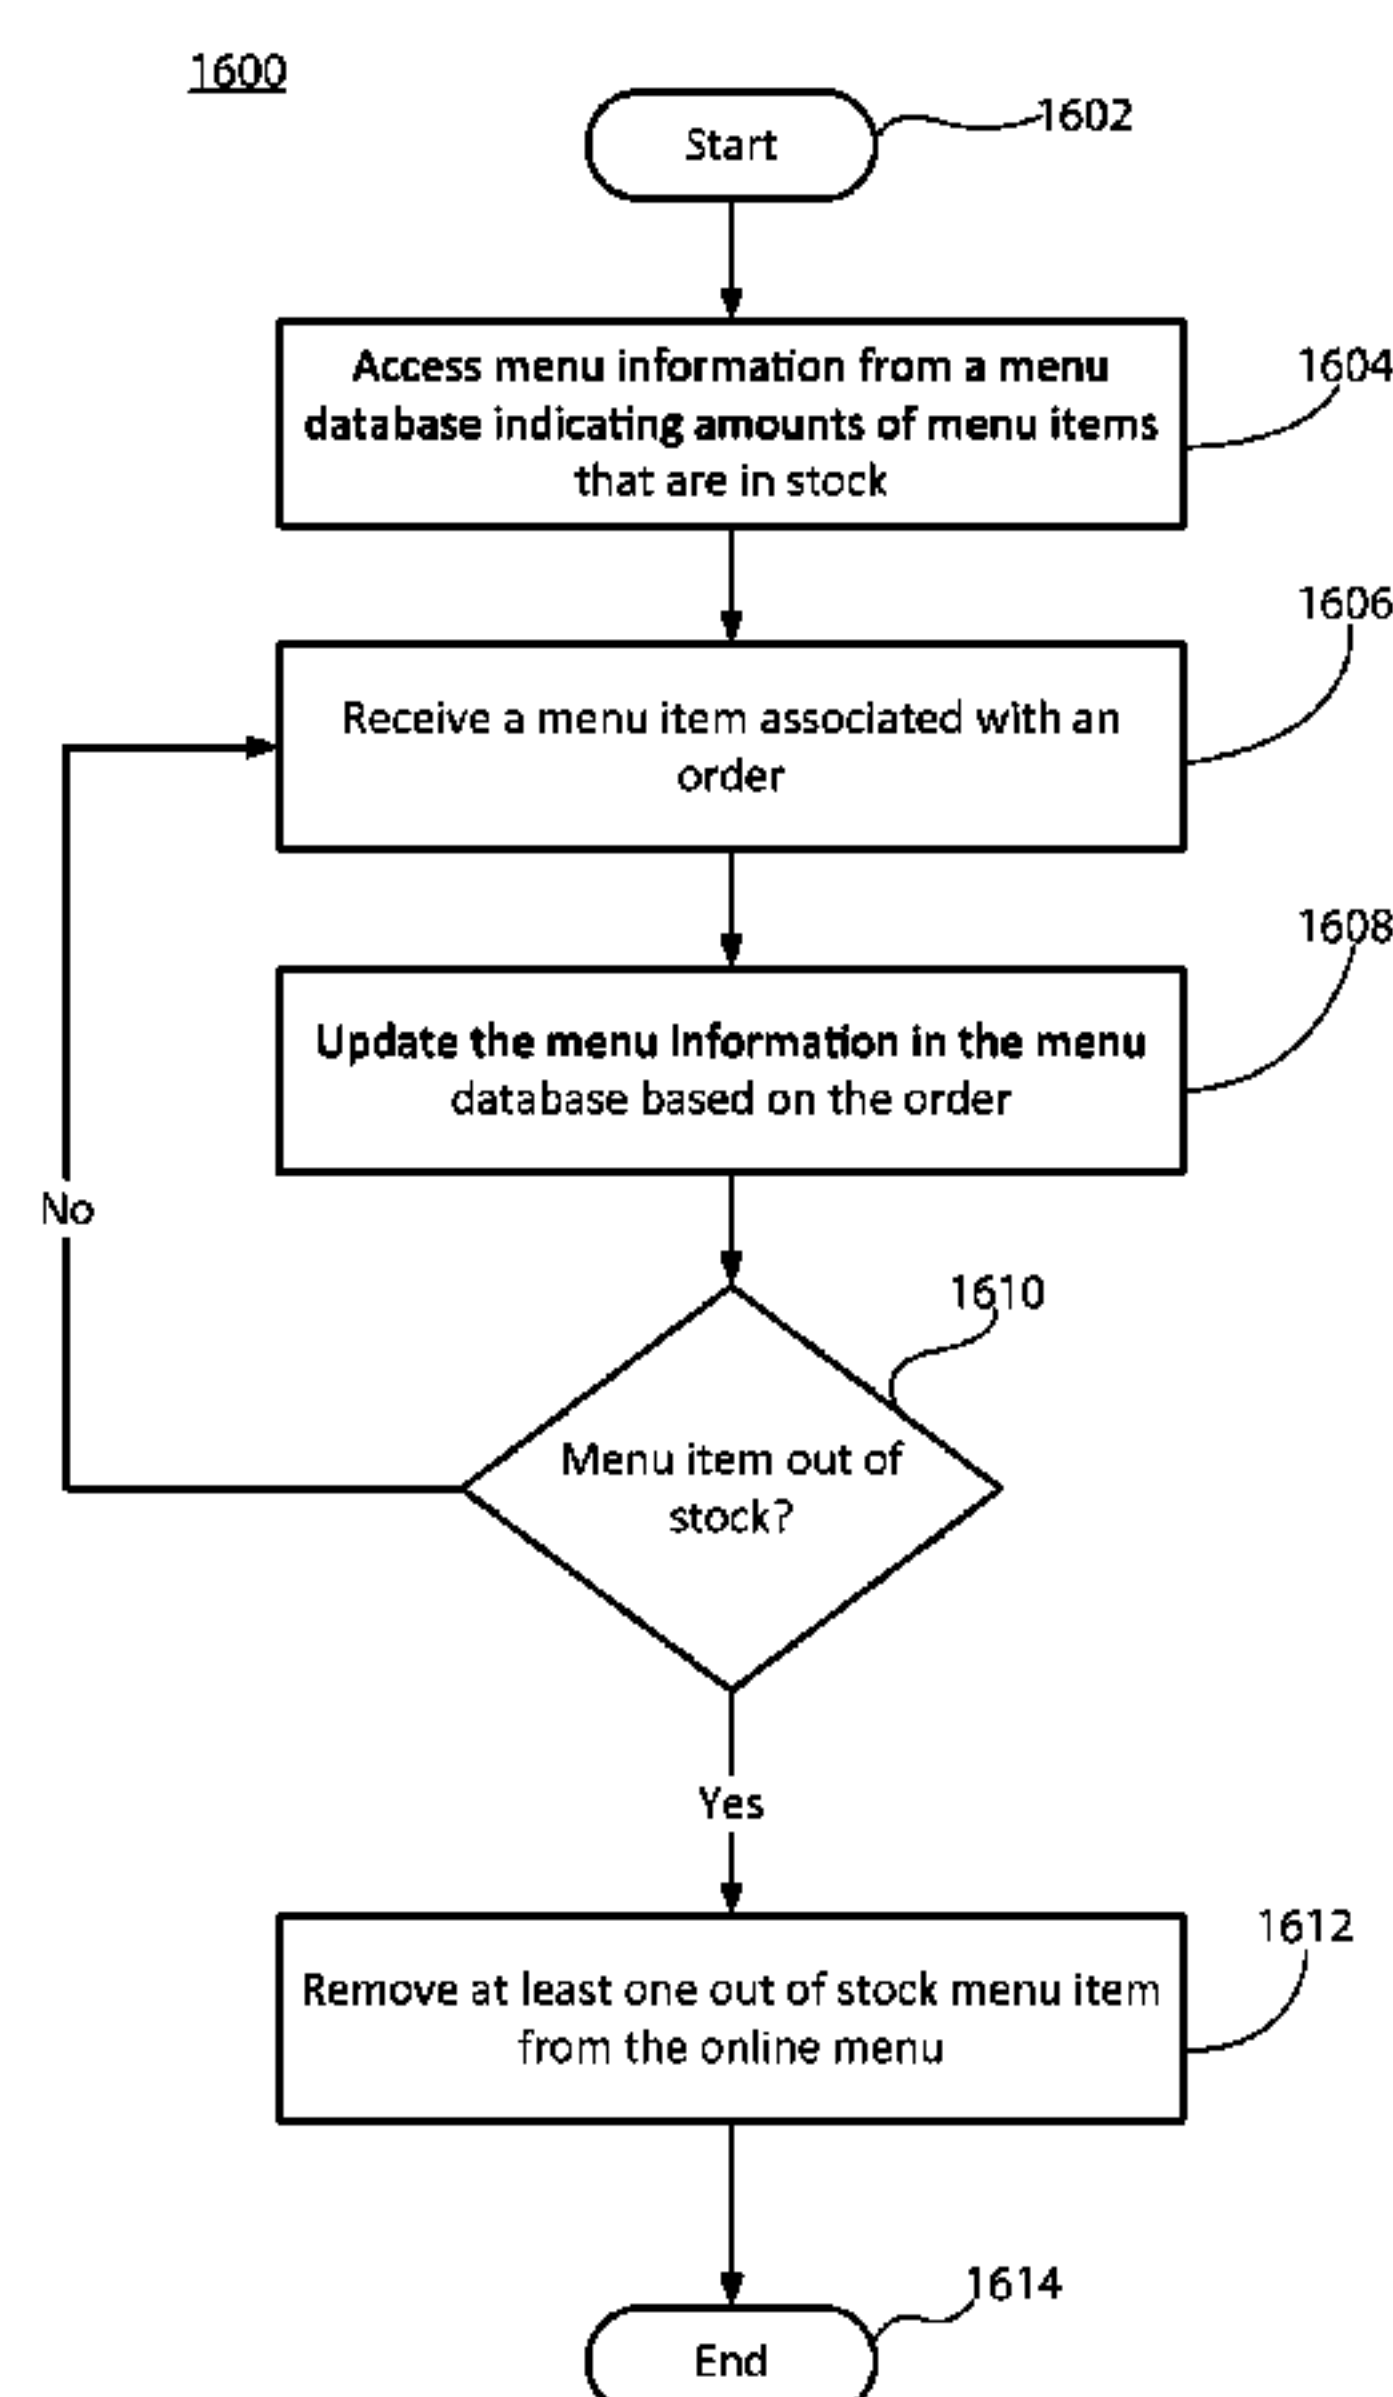 1600
Start
1602
Access menu information from a menu
database indicating amounts of menu items
that are in stock
1604
1606
Receive a menu item associated with an
order
1608
Update the menu Information in the menu
database based on the order
No
1610
Menu item out of
stock?
Yes
1612
Remove at least one out of stock menu item
from the online menu
1614
End